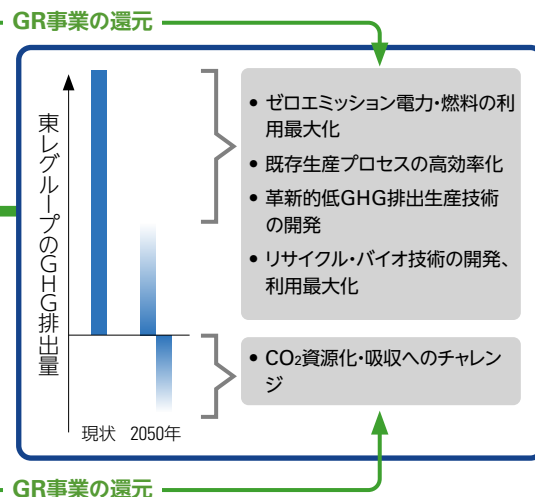 GR事業の還元
東レグループのGHG排出量
• ゼロエミッション電力・燃料の利
用最大化
• 既存生産プロセスの高効率化
• 革新的低GHG排出生産技術
の開発
• リサイクル・バイオ技術の開発、
利用最大化
• CO₂資源化・吸収へのチャレン
ジ
現状 2050年
GR事業の還元